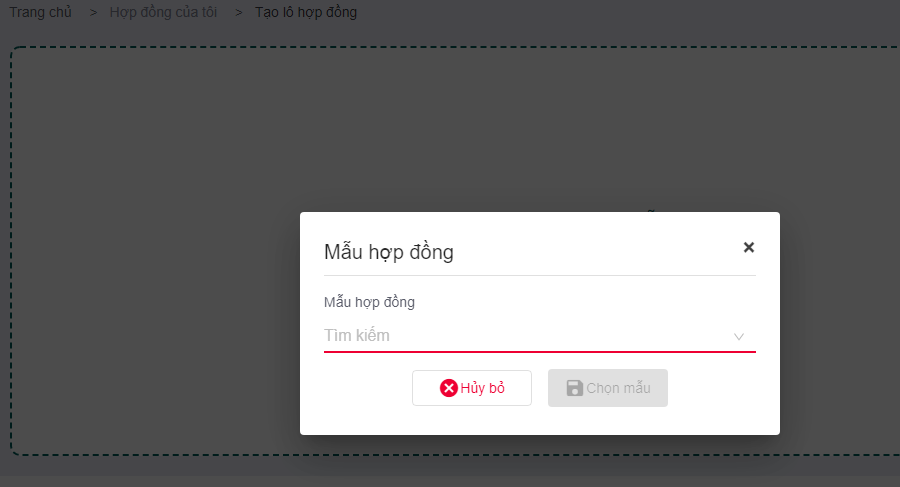 Trang chủ > Hợp đồng của tôi > Tạo lô hợp đồng
Mẫu hợp đồng
Mẫu hợp đồng
Tìm kiếm
Hủy bỏ
Chọn mẫu